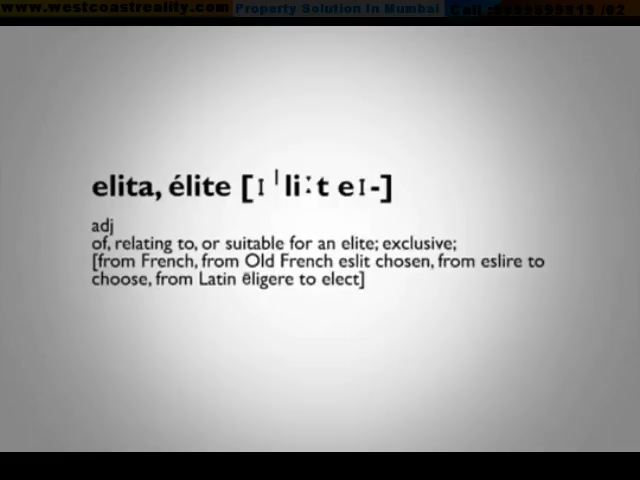 www.westcoastreality.com Property Solution In Mumbai
elita, élite [ɪˈliːt eɪ-]
adj
of, relating to, or suitable for an elite; exclusive;
[from French, from Old French eslit chosen, from eslire to
choose, from Latin ēligere to elect]